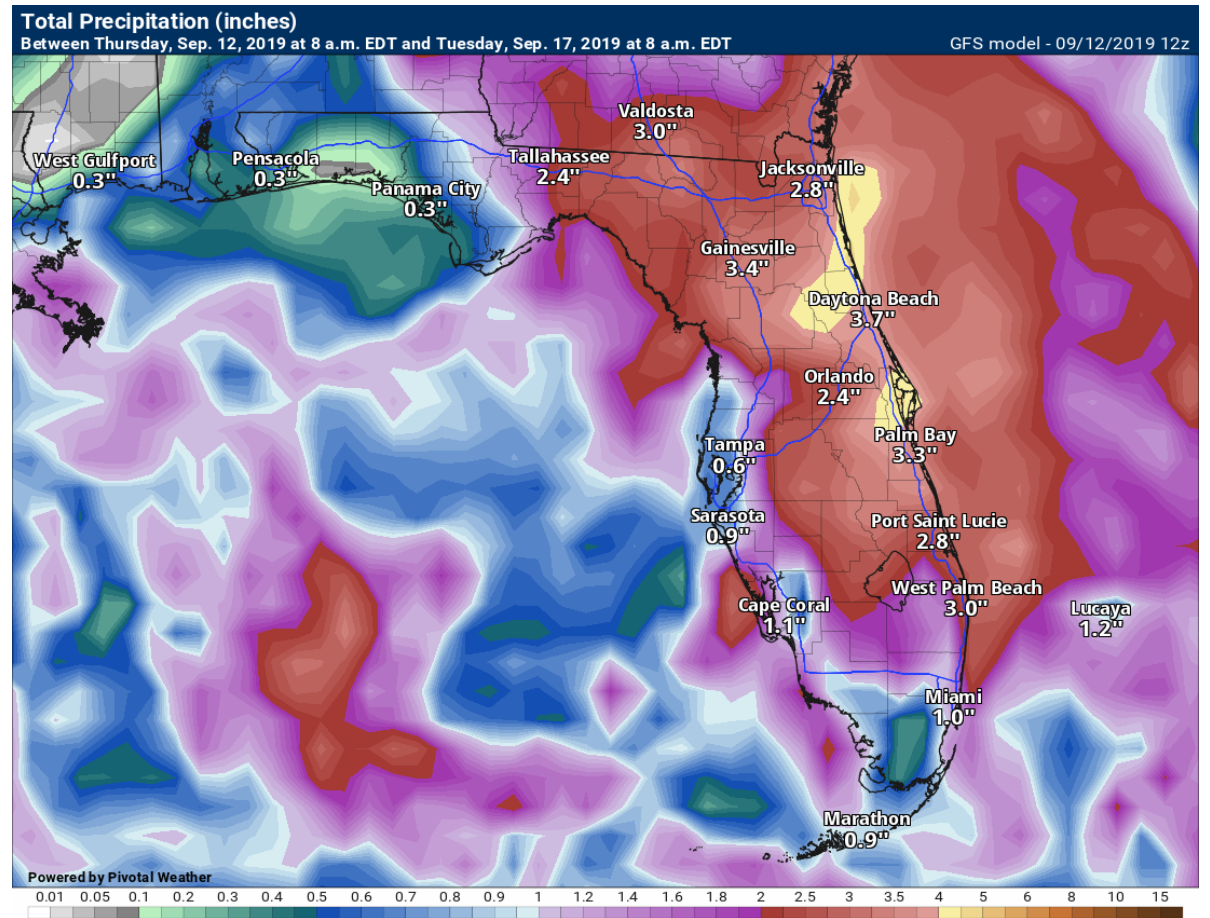 Total Precipitation (inches)
Between Thursday, Sep. 12, 2019 at 8 a.m. EDT and Tuesday, Sep. 17, 2019 at 8 a.m. EDT
GFS model - 09/12/2019 12z
Valdosta
3.0"
West Gulfport
0.3"
Pensacola
0.3"
Panama City
0.3"
Tallahassee
2.4"
Jacksonville
2.8"
Gainesville
3.4"
Daytona Beach
3.7"
Orlando
2.4"
Tampa
0.6"
Palm Bay
3.3"
Sarasota
0.9"
Port Saint Lucie
2.8"
Cape Coral
1.1"
West Palm Beach
3.0"
Lucaya
1.2"
Miami
1.0"
Marathon
0.9"
Powered by Pivotal Weather
0.01 0.05 0.1 0.2 0.3 0.4 0.5 0.6 0.7 0.8 0.9 1 1.2 1.4 1.6 1.8 2 2.5 3 3.5 4 5 6 8 10 15